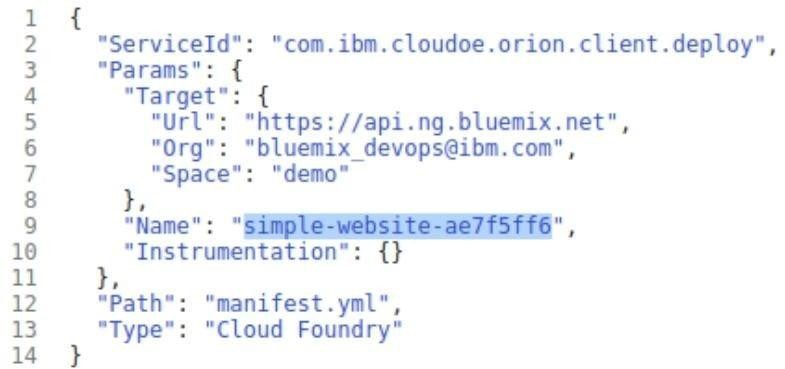 1 {
2   "ServiceId": "com.ibm.cloudoe.orion.client.deploy",
3   "Params": {
4     "Target": {
5       "Url": "https://api.ng.bluemix.net",
6       "Org": "bluemix_devops@ibm.com",
7       "Space": "demo"
8     },
9     "Name": "simple-website-ae7f5ff6",
10     "Instrumentation": {}
11   },
12   "Path": "manifest.yml",
13   "Type": "Cloud Foundry"
14 }